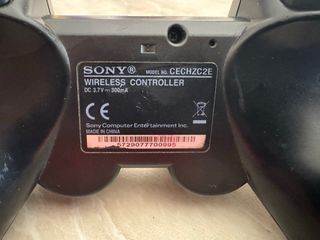 SONY® MODEL NO. CECHZC2E
WIRELESS CONTROLLER
DC 3.7V⎓300mA
CE
Sony Computer Entertainment Inc.
MADE IN CHINA
5729077700995